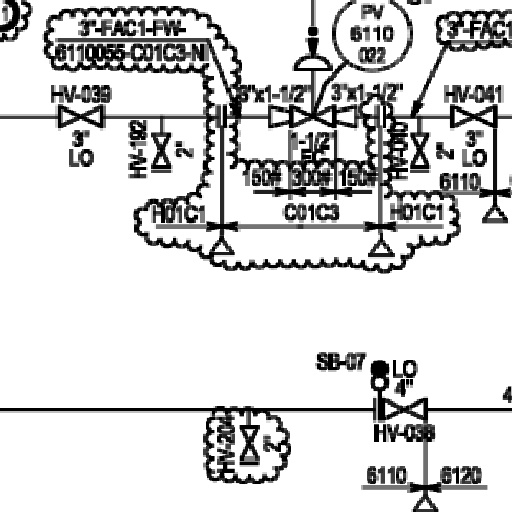 3"-FAC1-FW-
6110055-C01C3-N
PV
6110
022
3"-FAC1
HV-039
3"x1-1/2"
3"x1-1/2"
HV-041
3"
LO
HV-192
2"
1-1/2"
HV-040
2"
3"
LO
150#
300#
150#
6110
H01C1
C01C3
H01C1
SB-07
LO
4"
4
HV-204
2"
HV-038
6110
6120